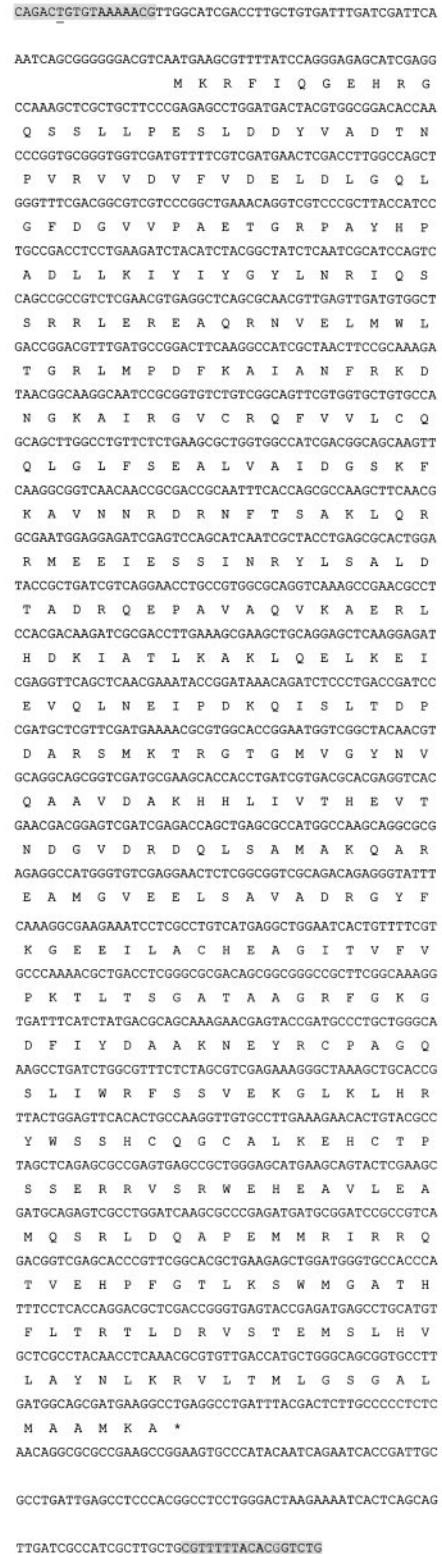 CAGACTGTGTAAAAACGTTGGCATCGACCTTGCTGTGATTTGATCGATTCA
AATCAGCGGGGGGACGTCAATGAAGCGTTTTATCCAGGGAGAGCATCGAGG
M K R F I Q G E H R G
CCAAAGCTCGCTGCTTCCCGAGAGCCTGGATGACTACGTGGCGGACACCAA
Q S S L L P E S L D D Y V A D T N
CCCGGTGCGGGTGGTCGATGTTTTCGTCGATGAACTCGACCTTGGCCAGCT
P V R V V D V F V D E L D L G Q L
GGGTTTCGACGGCGTCGTCCCGGCTGAAACAGGTCGTCCCGCTTACCATCC
G F D G V V P A E T G R P A Y H P
TGCCGACCTCCTGAAGATCTACATCTACGGCTATCTCAATCGCATCCAGTC
A D L L K I Y I Y G Y L N R I Q S
CAGCCGCCGTCTCGAACGTGAGGCTCAGCGCAACGTTGAGTTGATGTGGCT
S R R L E R E A Q R N V E L M W L
GACCGGACGTTTGATGCCGGACTTCAAGGCCATCGCTAACTTCCGCAAAGA
T G R L M P D F K A I A N F R K D
TAACGGCAAGGCAATCCGCGGTGTCTGTCGGCAGTTCGTGGTGCTGTGCCA
N G K A I R G V C R Q F V V L C Q
GCAGCTTGGCCTGTTCTCTGAAGCGCTGGTGGCCATCGACGGCAGCAAGTT
Q L G L F S E A L V A I D G S K F
CAAGGCGGTCAACAACCGCGACCGCAATTTCACCAGCGCCAAGCTTCAACG
K A V N N R D R N F T S A K L Q R
GCGAATGGAGGAGATCGAGTCCAGCATCAATCGCTACCTGAGCGCACTGGA
R M E E I E S S I N R Y L S A L D
TACCGCTGATCGTCAGGAACCTGCCGTGGCGCAGGTCAAAGCCGAACGCCT
T A D R Q E P A V A Q V K A E R L
CCACGACAAGATCGCGACCTTGAAAGCGAAGCTGCAGGAGCTCAAGGAGAT
H D K I A T L K A K L Q E L K E I
CGAGGTTCAGCTCAACGAAATACCGGATAAACAGATCTCCCTGACCGATCC
E V Q L N E I P D K Q I S L T D P
CGATGCTCGTTCGATGAAAACGCGTGGCACCGGAATGGTCGGCTACAACGT
D A R S M K T R G T G M V G Y N V
GCAGGCAGCGGTCGATGCGAAGCACCACCTGATCGTGACGCACGAGGTCAC
Q A A V D A K H H L I V T H E V T
GAACGACGGAGTCGATCGAGACCAGCTGAGCGCCATGGCCAAGCAGGCGCG
N D G V D R D Q L S A M A K Q A R
AGAGGCCATGGGTGTCGAGGAACTCTCGGCGGTCGCAGACAGAGGGTATTT
E A M G V E E L S A V A D R G Y F
CAAAGGCGAAGAAATCCTCGCCTGTCATGAGGCTGGAATCACTGTTTTCGT
K G E E I L A C H E A G I T V F V
GCCCAAAACGCTGACCTCGGGCGCGACAGCGGCGGGCCGCTTCGGCAAAGG
P K T L T S G A T A A G R F G K G
TGATTTCATCTATGACGCAGCAAAGAACGAGTACCGATGCCCTGCTGGGCA
D F I Y D A A K N E Y R C P A G Q
AAGCCTGATCTGGCGTTTCTCTAGCGTCGAGAAAGGGCTAAAGCTGCACCG
S L I W R F S S V E K G L K L H R
TTACTGGAGTTCACACTGCCAAGGTTGTGCCTTGAAAGAACACTGTACGCC
Y W S S H C Q G C A L K E H C T P
TAGCTCAGAGCGCCGAGTGAGCCGCTGGGAGCATGAAGCAGTACTCGAAGC
S S E R R V S R W E H E A V L E A
GATGCAGAGTCGCCTGGATCAAGCGCCCGAGATGATGCGGATCCGCCGTCA
M Q S R L D Q A P E M M R I R R Q
GACGGTCGAGCACCCGTTCGGCACGCTGAAGAGCTGGATGGGTGCCACCCA
T V E H P F G T L K S W M G A T H
TTTCCTCACCAGGACGCTCGACCGGGTGAGTACCGAGATGAGCCTGCATGT
F L T R T L D R V S T E M S L H V
GCTCGCCTACAACCTCAAACGCGTGTTGACCATGCTGGGCAGCGGTGCCTT
L A Y N L K R V L T M L G S G A L
GATGGCAGCGATGAAGGCCTGAGGCCTGATTTACGACTCTTGCCCCCTCTC
M A A M K A *
AACAGGCGCGCCGAAGCCGGAAGTGCCCATACAATCAGAATCACCGATTGC
GCCTGATTGAGCCTCCCACGGCCTCCTGGGACTAAGAAAATCACTCAGCAG
TTGATCGCCATCGCTTGCTGCGTTTTTACACGGTCTG